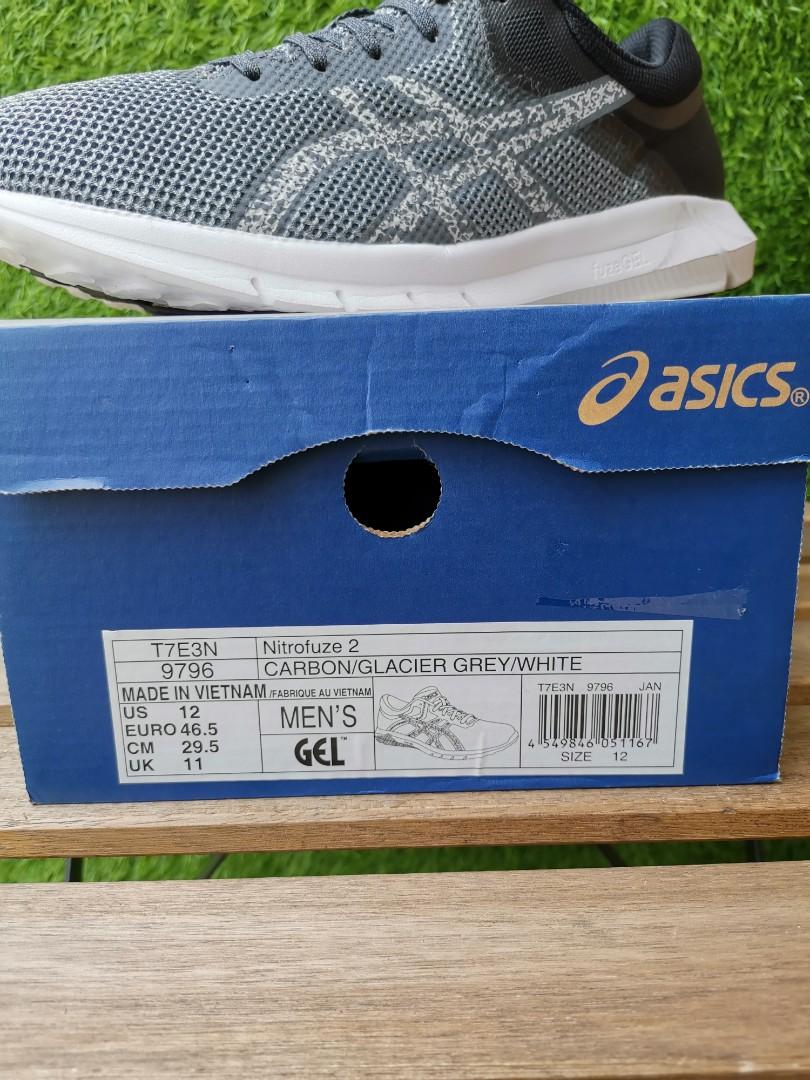 fuzeGEL
asics®
T7E3N Nitrofuze 2
9796 CARBON/GLACIER GREY/WHITE
MADE IN VIETNAM /FABRIQUE AU VIETNAM
US 12
EURO 46.5
CM 29.5
UK 11
MEN'S
GEL™
T7E3N 9796 JAN
4 549846 051167
SIZE 12